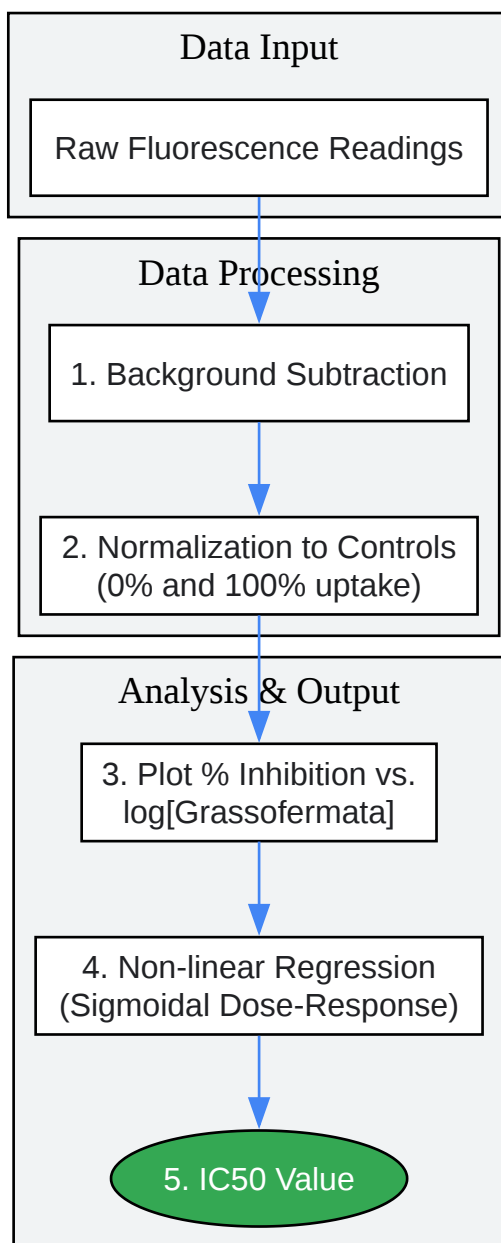 Data Input
Raw Fluorescence Readings
Data Processing
1. Background Subtraction
2. Normalization to Controls
(0% and 100% uptake)
Analysis & Output
3. Plot % Inhibition vs.
log[Grassofermata]
4. Non-linear Regression
(Sigmoidal Dose-Response)
5. IC50 Value